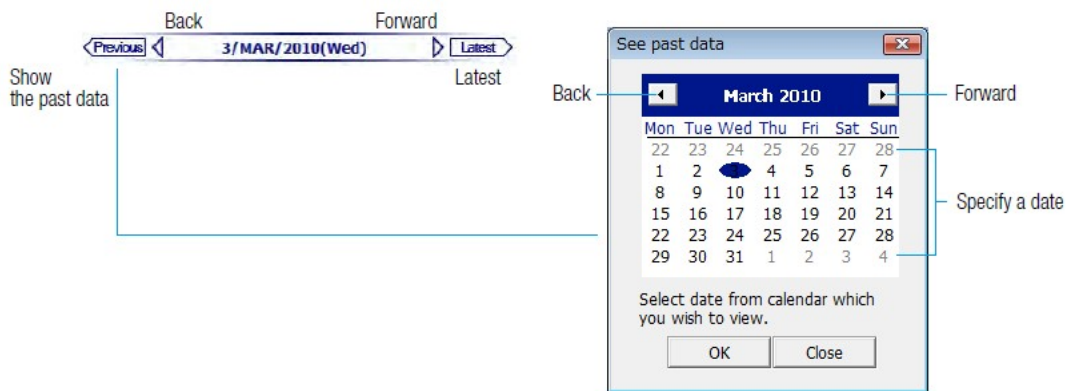 Back Forward
Previous 3/MAR/2010(Wed) Latest
Show
the past data
Latest
See past data
Back
March 2010
Forward
Mon Tue Wed Thu Fri Sat Sun
22 23 24 25 26 27 28
1 2 3 4 5 6 7
8 9 10 11 12 13 14
15 16 17 18 19 20 21
22 23 24 25 26 27 28
29 30 31 1 2 3 4
Specify a date
Select date from calendar which
you wish to view.
OK Close